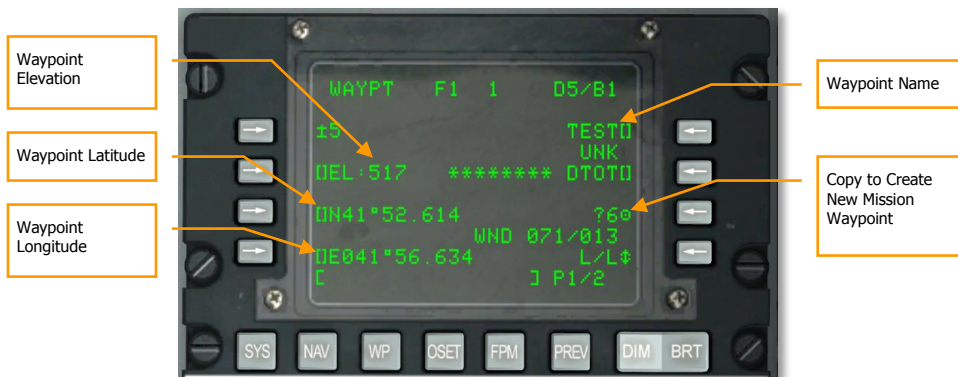 Waypoint
Elevation
Waypoint Latitude
Waypoint
Longitude
WAYPT F1 1 D5/B1
±5 TEST[]
UNK
[]EL:517 ******** DTOT[]
[]N41°52.614 ?6⊙
WND 071/013
[]E041°56.634 L/L↕
[ ] P1/2
SYS NAV WP OSET FPM PREV DIM BRT
Waypoint Name
Copy to Create
New Mission
Waypoint